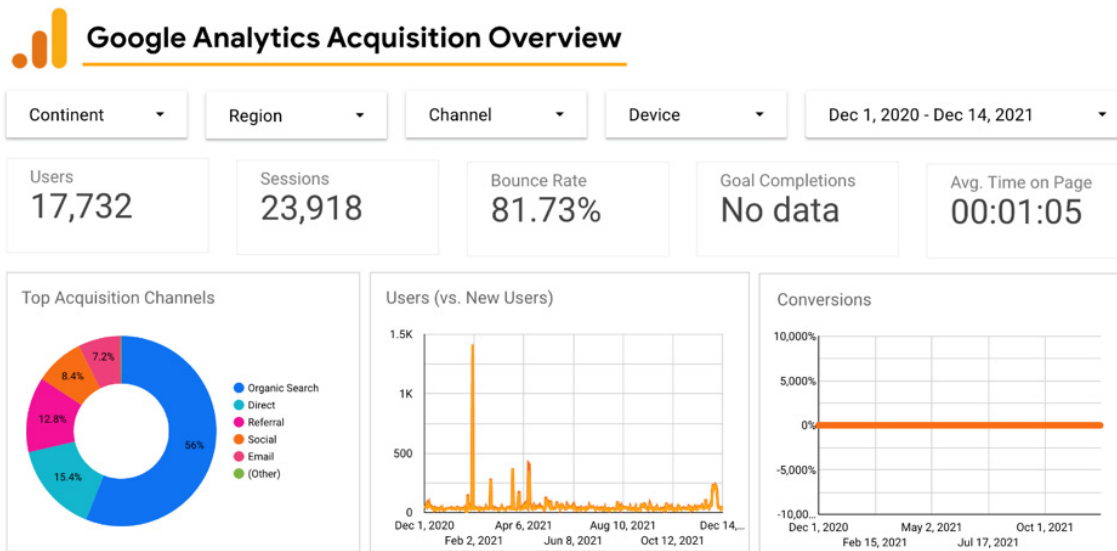 Google Analytics Acquisition Overview
Continent
Region
Channel
Device
Dec 1, 2020 - Dec 14, 2021
Users
17,732
Sessions
23,918
Bounce Rate
81.73%
Goal Completions
No data
Avg. Time on Page
00:01:05
Top Acquisition Channels
7.2%
8.4%
12.8%
15.4%
56%
Organic Search
Direct
Referral
Social
Email
(Other)
Users (vs. New Users)
1.5K
1K
500
0
Dec 1, 2020
Apr 6, 2021
Aug 10, 2021
Dec 14,...
Feb 2, 2021
Jun 8, 2021
Oct 12, 2021
Conversions
10,000%
5,000%
0%
-5,000%
-10,00...
Dec 1, 2020
May 2, 2021
Oct 1, 2021
Feb 15, 2021
Jul 17, 2021